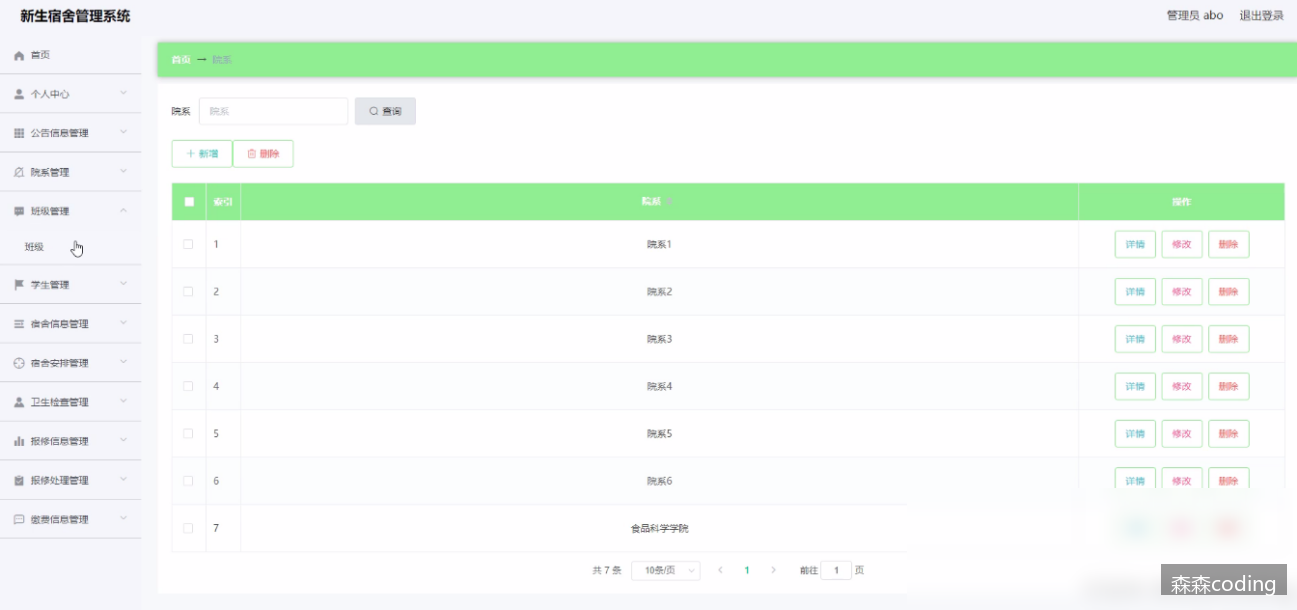 新生宿舍管理系统
管理员 abo 退出登录
首页
个人中心
公告信息管理
院系管理
班级管理
班级
学生管理
宿舍信息管理
宿舍安排管理
卫生检查管理
报修信息管理
报修处理管理
缴费信息管理
首页 → 院系
院系 院系 查询
+ 新增 删除
索引 院系 操作
1 院系1 详情 修改 删除
2 院系2 详情 修改 删除
3 院系3 详情 修改 删除
4 院系4 详情 修改 删除
5 院系5 详情 修改 删除
6 院系6 详情 修改 删除
7 食品科学学院
共 7 条 10条/页 < 1 > 前往 1 页
森森coding